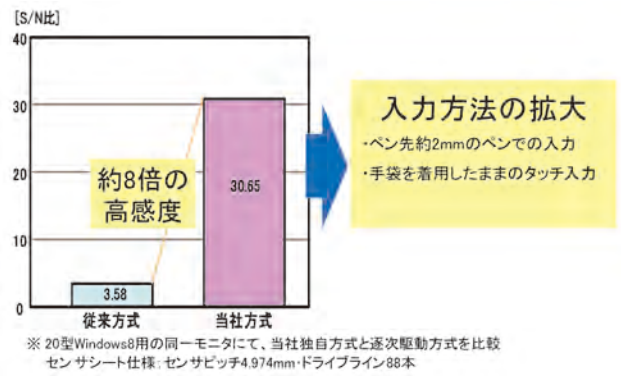 [S/N比]
40
30
20
10
0
約8倍の
高感度
3.58
30.65
従来方式
当社方式
入力方法の拡大
・ペン先約2mmのペンでの入力
・手袋を着用したままのタッチ入力
※ 20型Windows8用の同一モニタにて、当社独自方式と逐次駆動方式を比較
センサシート仕様:センサピッチ4.974mm・ドライブライン88本